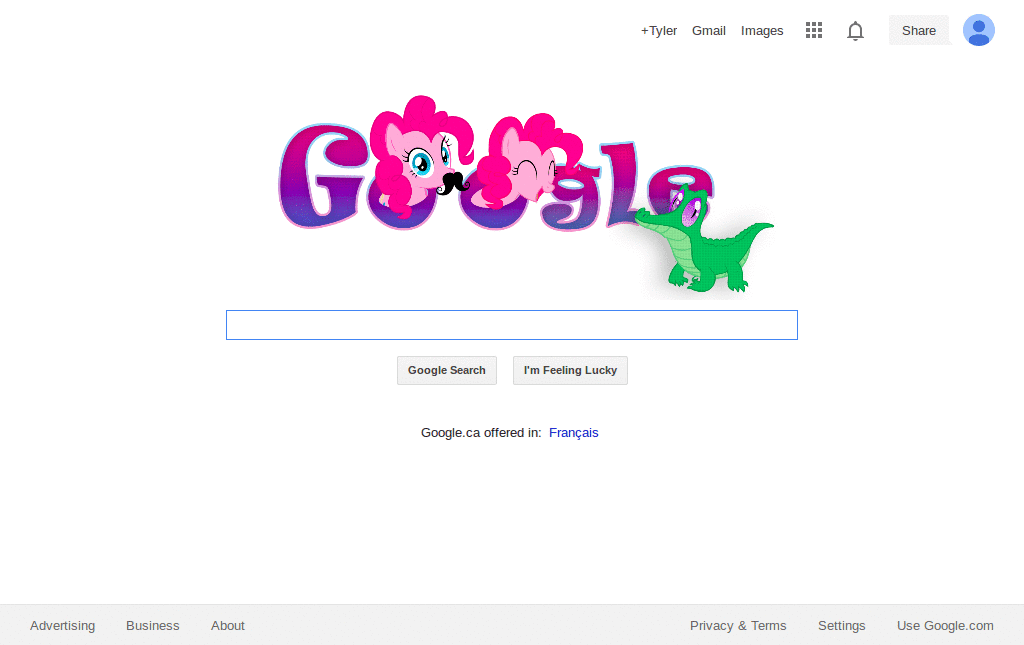 +Tyler Gmail Images Share
Google
Google Search I'm Feeling Lucky
Google.ca offered in: Français
Advertising Business About Privacy & Terms Settings Use Google.com